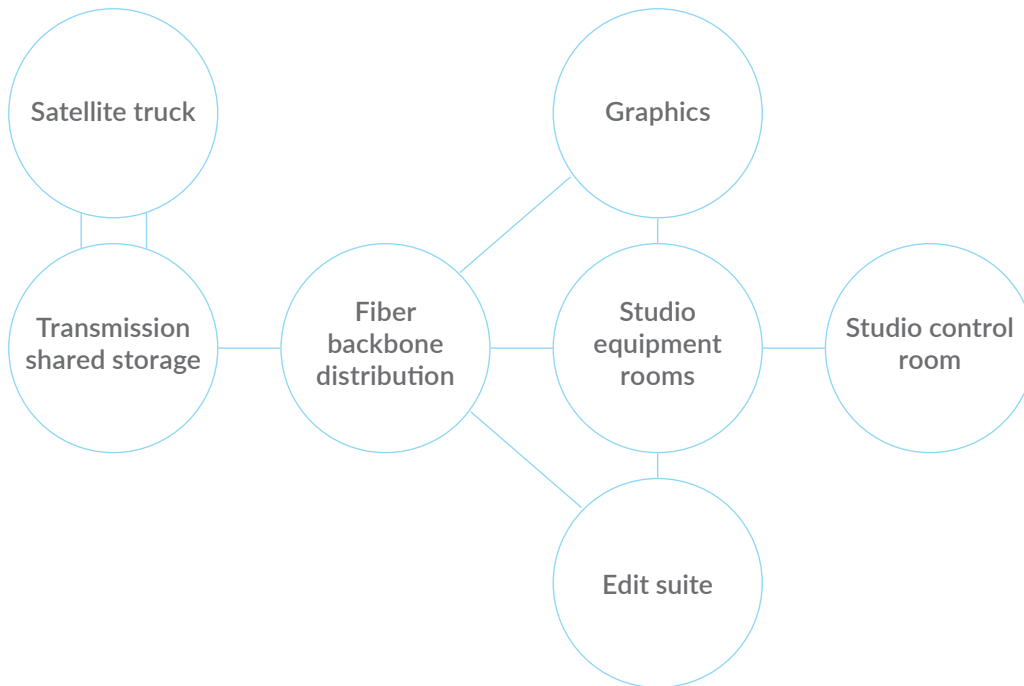 Satellite truck
Graphics
Transmission
shared storage
Fiber
backbone
distribution
Studio
equipment
rooms
Studio control
room
Edit suite